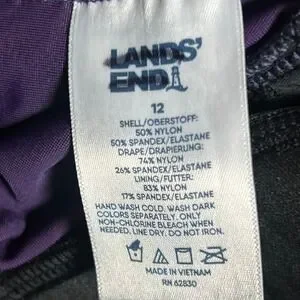 LANDS'
END
12
SHELL/OBERSTOFF:
50% NYLON
50% SPANDEX/ELASTANE
DRAPE/DRAPIERUNG:
74% NYLON
26% SPANDEX/ELASTANE
LINING/FUTTER:
83% NYLON
17% SPANDEX/ELASTANE
HAND WASH COLD. WASH DARK
COLORS SEPARATELY. ONLY
NON-CHLORINE BLEACH WHEN
NEEDED. LINE DRY. DO NOT IRON.
MADE IN VIETNAM
RN 62830